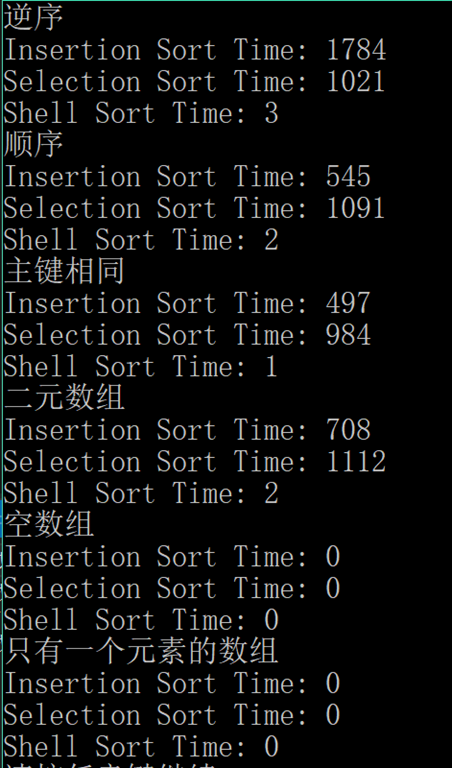 逆序
Insertion Sort Time: 1784
Selection Sort Time: 1021
Shell Sort Time: 3
顺序
Insertion Sort Time: 545
Selection Sort Time: 1091
Shell Sort Time: 2
主键相同
Insertion Sort Time: 497
Selection Sort Time: 984
Shell Sort Time: 1
二元数组
Insertion Sort Time: 708
Selection Sort Time: 1112
Shell Sort Time: 2
空数组
Insertion Sort Time: 0
Selection Sort Time: 0
Shell Sort Time: 0
只有一个元素的数组
Insertion Sort Time: 0
Selection Sort Time: 0
Shell Sort Time: 0